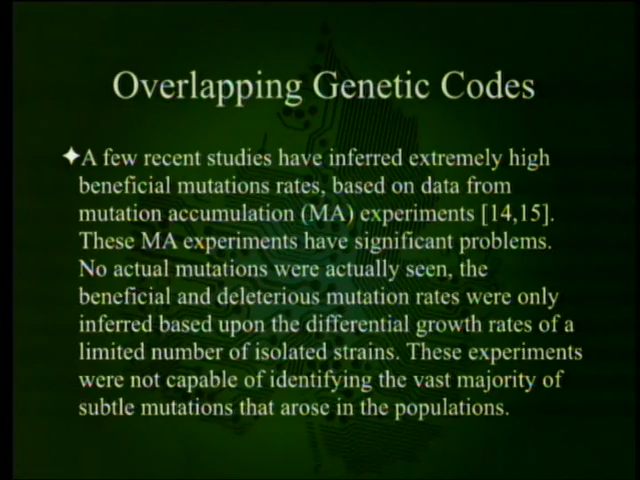 Overlapping Genetic Codes
✦A few recent studies have inferred extremely high
beneficial mutations rates, based on data from
mutation accumulation (MA) experiments [14,15].
These MA experiments have significant problems.
No actual mutations were actually seen, the
beneficial and deleterious mutation rates were only
inferred based upon the differential growth rates of a
limited number of isolated strains. These experiments
were not capable of identifying the vast majority of
subtle mutations that arose in the populations.